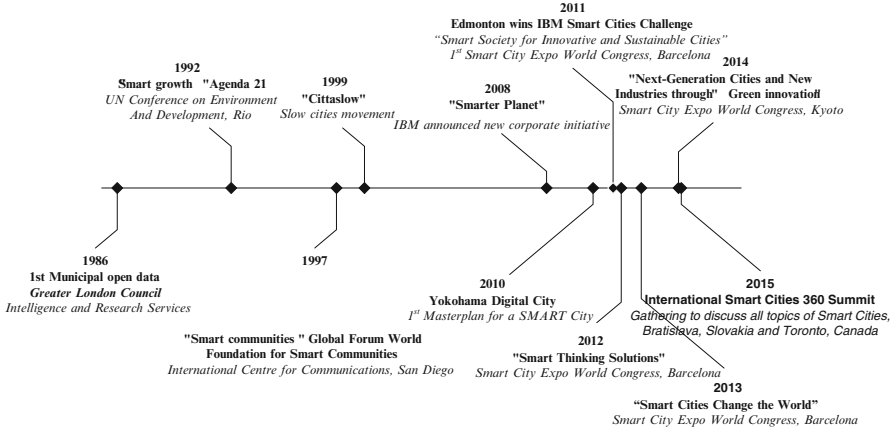 2011
Edmonton wins IBM Smart Cities Challenge
“Smart Society for Innovative and Sustainable Cities”
1st Smart City Expo World Congress, Barcelona
1992
Smart growth "Agenda 21
UN Conference on Environment
And Development, Rio
1999
"Cittaslow"
Slow cities movement
2008
"Smarter Planet"
IBM announced new corporate initiative
2014
"Next-Generation Cities and New
Industries through" Green innovation"
Smart City Expo World Congress, Kyoto
1986
1st Municipal open data
Greater London Council
Intelligence and Research Services
1997
"Smart communities " Global Forum World
Foundation for Smart Communities
International Centre for Communications, San Diego
2010
Yokohama Digital City
1st Masterplan for a SMART City
2012
"Smart Thinking Solutions"
Smart City Expo World Congress, Barcelona
2015
International Smart Cities 360 Summit
Gathering to discuss all topics of Smart Cities,
Bratislava, Slovakia and Toronto, Canada
2013
“Smart Cities Change the World”
Smart City Expo World Congress, Barcelona